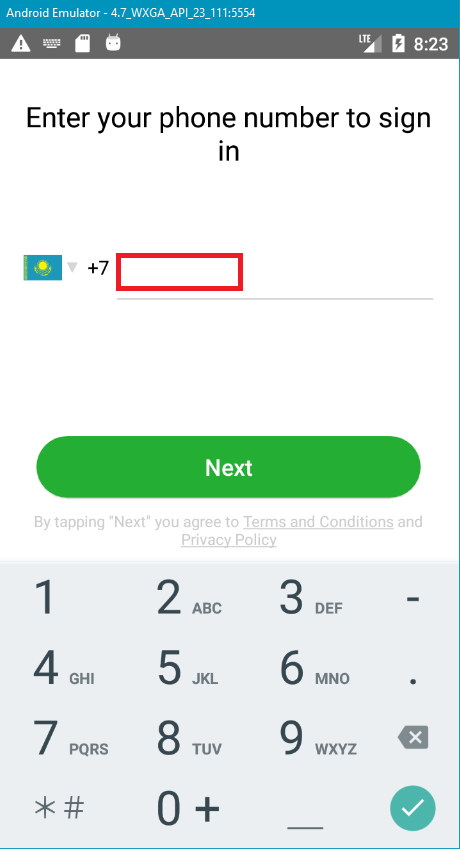 Android Emulator - 4.7_WXGA_API_23_111:5554
LTE 8:23
Enter your phone number to sign
in
+7
Next
By tapping "Next" you agree to Terms and Conditions and
Privacy Policy
1 2 ABC 3 DEF -
4 GHI 5 JKL 6 MNO .
7 PQRS 8 TUV 9 WXYZ
*# 0 + _